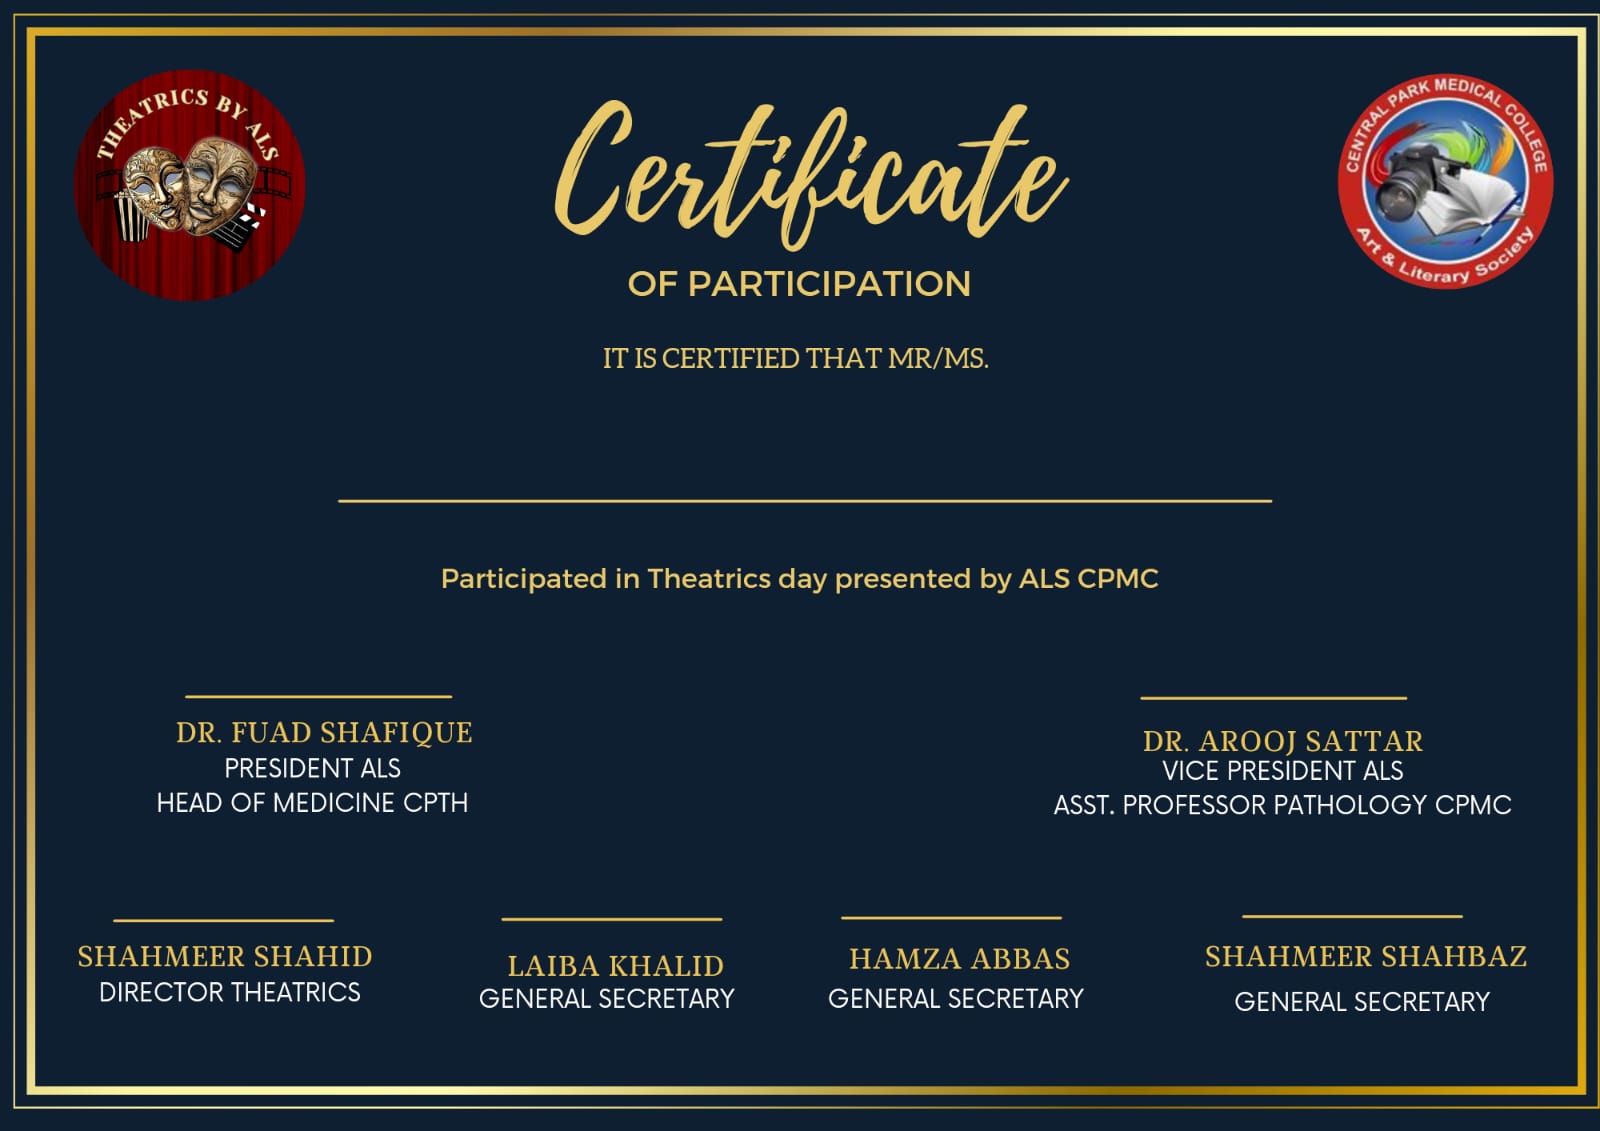 THEATRICS BY ALS
CENTRAL PARK MEDICAL COLLEGE
Art & Literary Society
Certificate
OF PARTICIPATION
IT IS CERTIFIED THAT MR/MS.
Participated in Theatrics day presented by ALS CPMC
DR. FUAD SHAFIQUE
PRESIDENT ALS
HEAD OF MEDICINE CPTH
DR. AROOJ SATTAR
VICE PRESIDENT ALS
ASST. PROFESSOR PATHOLOGY CPMC
SHAHMEER SHAHID
DIRECTOR THEATRICS
LAIBA KHALID
GENERAL SECRETARY
HAMZA ABBAS
GENERAL SECRETARY
SHAHMEER SHAHBAZ
GENERAL SECRETARY